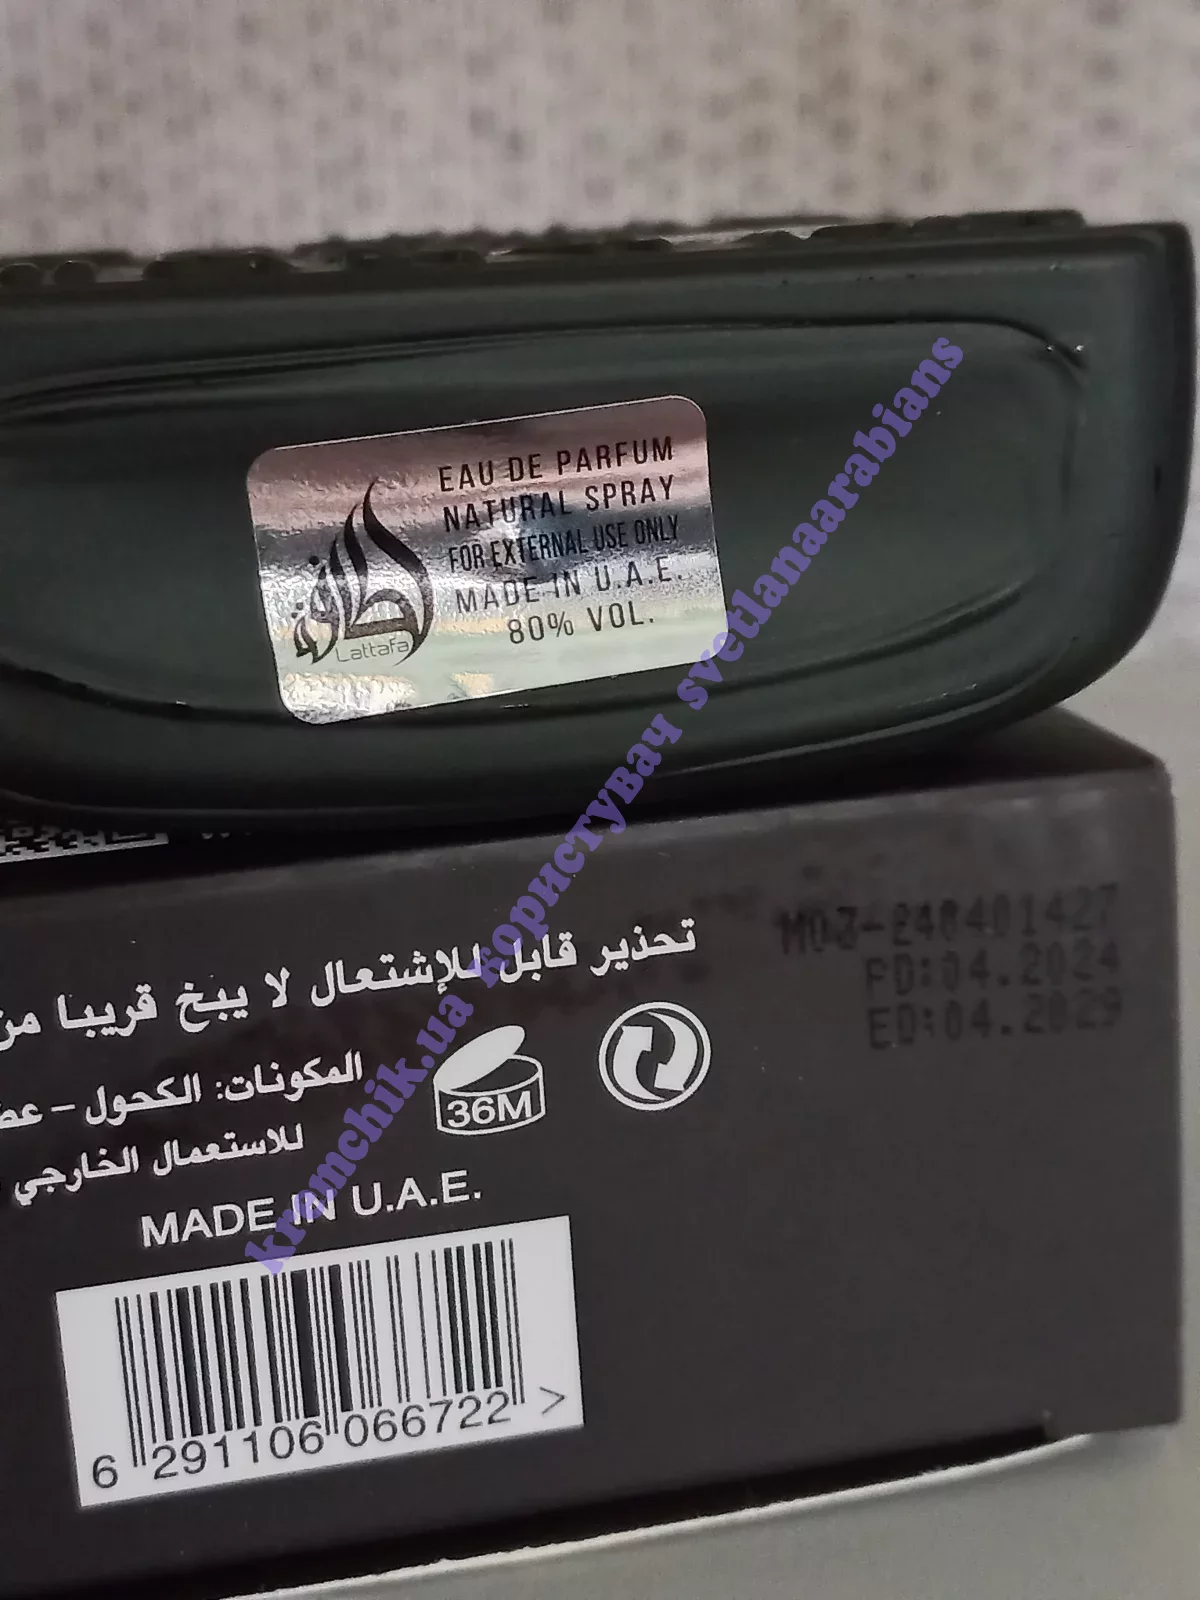 EAU DE PARFUM
NATURAL SPRAY
FOR EXTERNAL USE ONLY
MADE IN U.A.E.
80% VOL.
لطافة
Lattafa
PD:04.2024
ED:04.2029
تحذير قابل للإشتعال لا يبخ قريبا من
المكونات: الكحول –
للاستعمال الخارجي
36M
MADE IN U.A.E.
6 291106 066722 >
kramchik.ua користувач svetlanaarabians